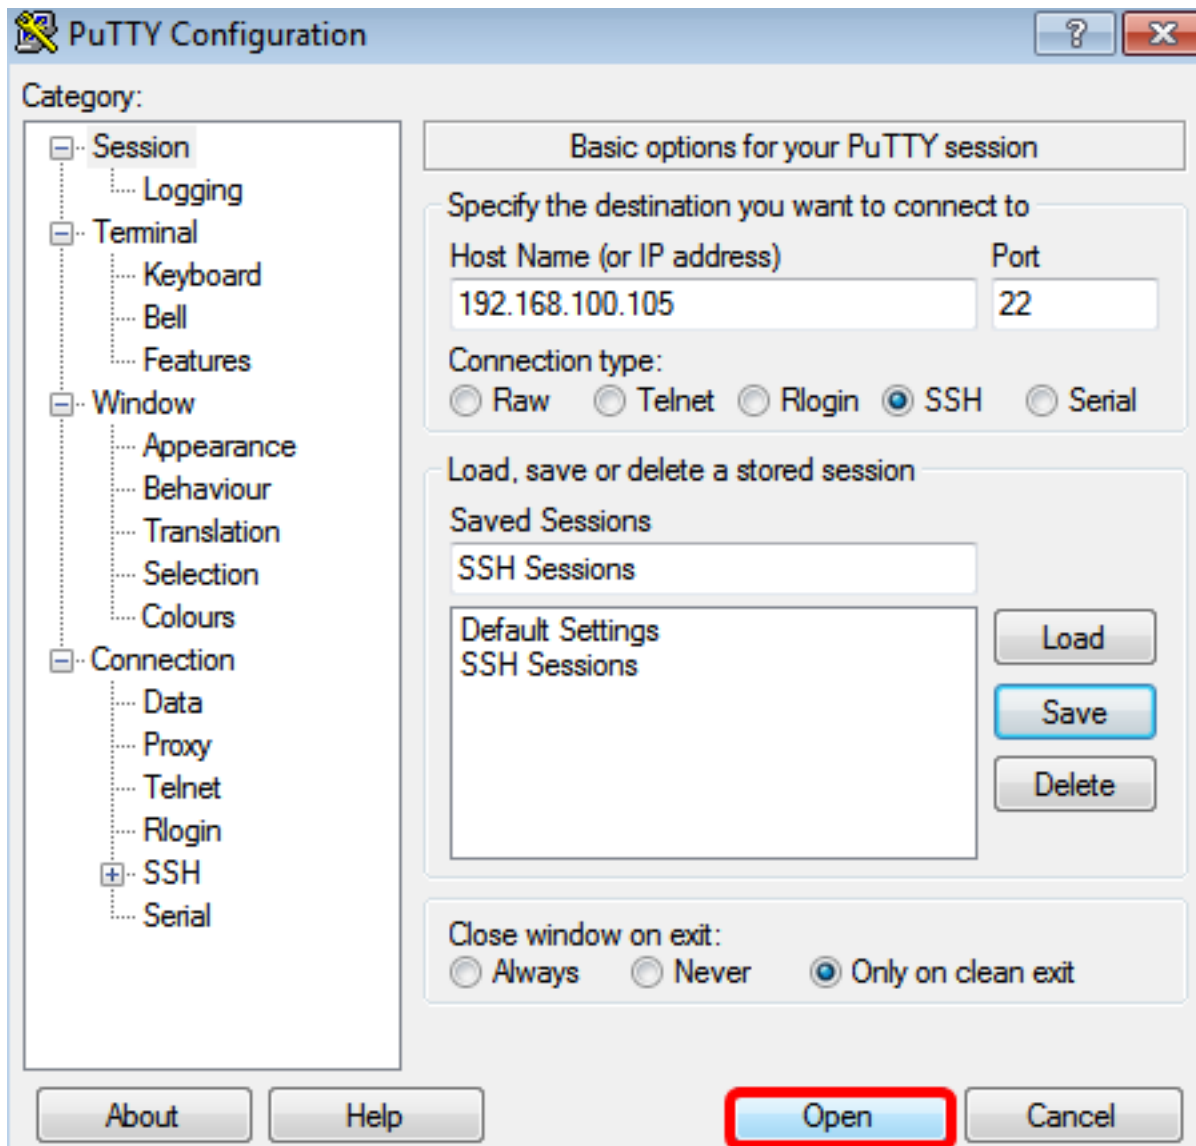 PuTTY Configuration
?
Category:
Session
Logging
Terminal
Keyboard
Bell
Features
Window
Appearance
Behaviour
Translation
Selection
Colours
Connection
Data
Proxy
Telnet
Rlogin
SSH
Serial
Basic options for your PuTTY session
Specify the destination you want to connect to
Host Name (or IP address) Port
192.168.100.105 22
Connection type:
Raw Telnet Rlogin SSH Serial
Load, save or delete a stored session
Saved Sessions
SSH Sessions
Default Settings
SSH Sessions
Load
Save
Delete
Close window on exit:
Always Never Only on clean exit
About Help Open Cancel